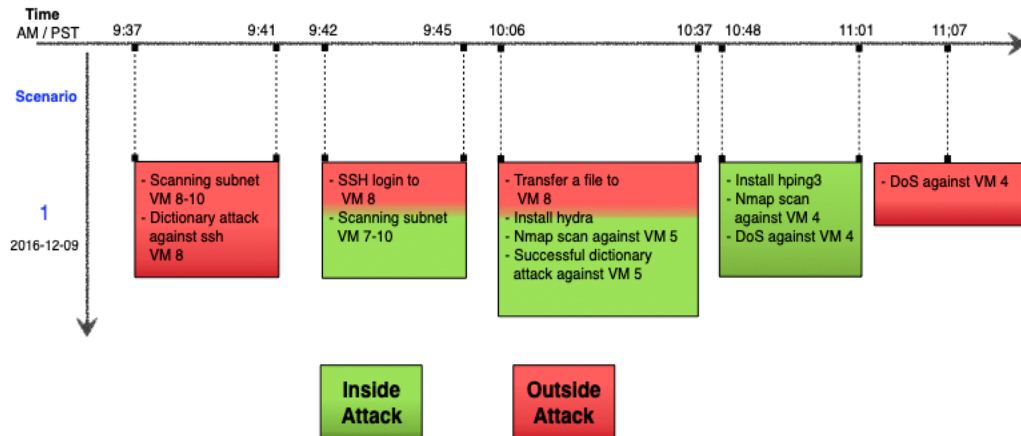 Time
AM / PST
9:37
9:41
9:42
9:45
10:06
10:37
10:48
11:01
11:07
Scenario
1
2016-12-09
- Scanning subnet
VM 8-10
- Dictionary attack
against ssh
VM 8
- SSH login to
VM 8
- Scanning subnet
VM 7-10
- Transfer a file to
VM 8
- Install hydra
- Nmap scan against VM 5
- Successful dictionary
attack against VM 5
- Install hping3
- Nmap scan
against VM 4
- DoS against VM 4
- DoS against VM 4
Inside
Attack
Outside
Attack